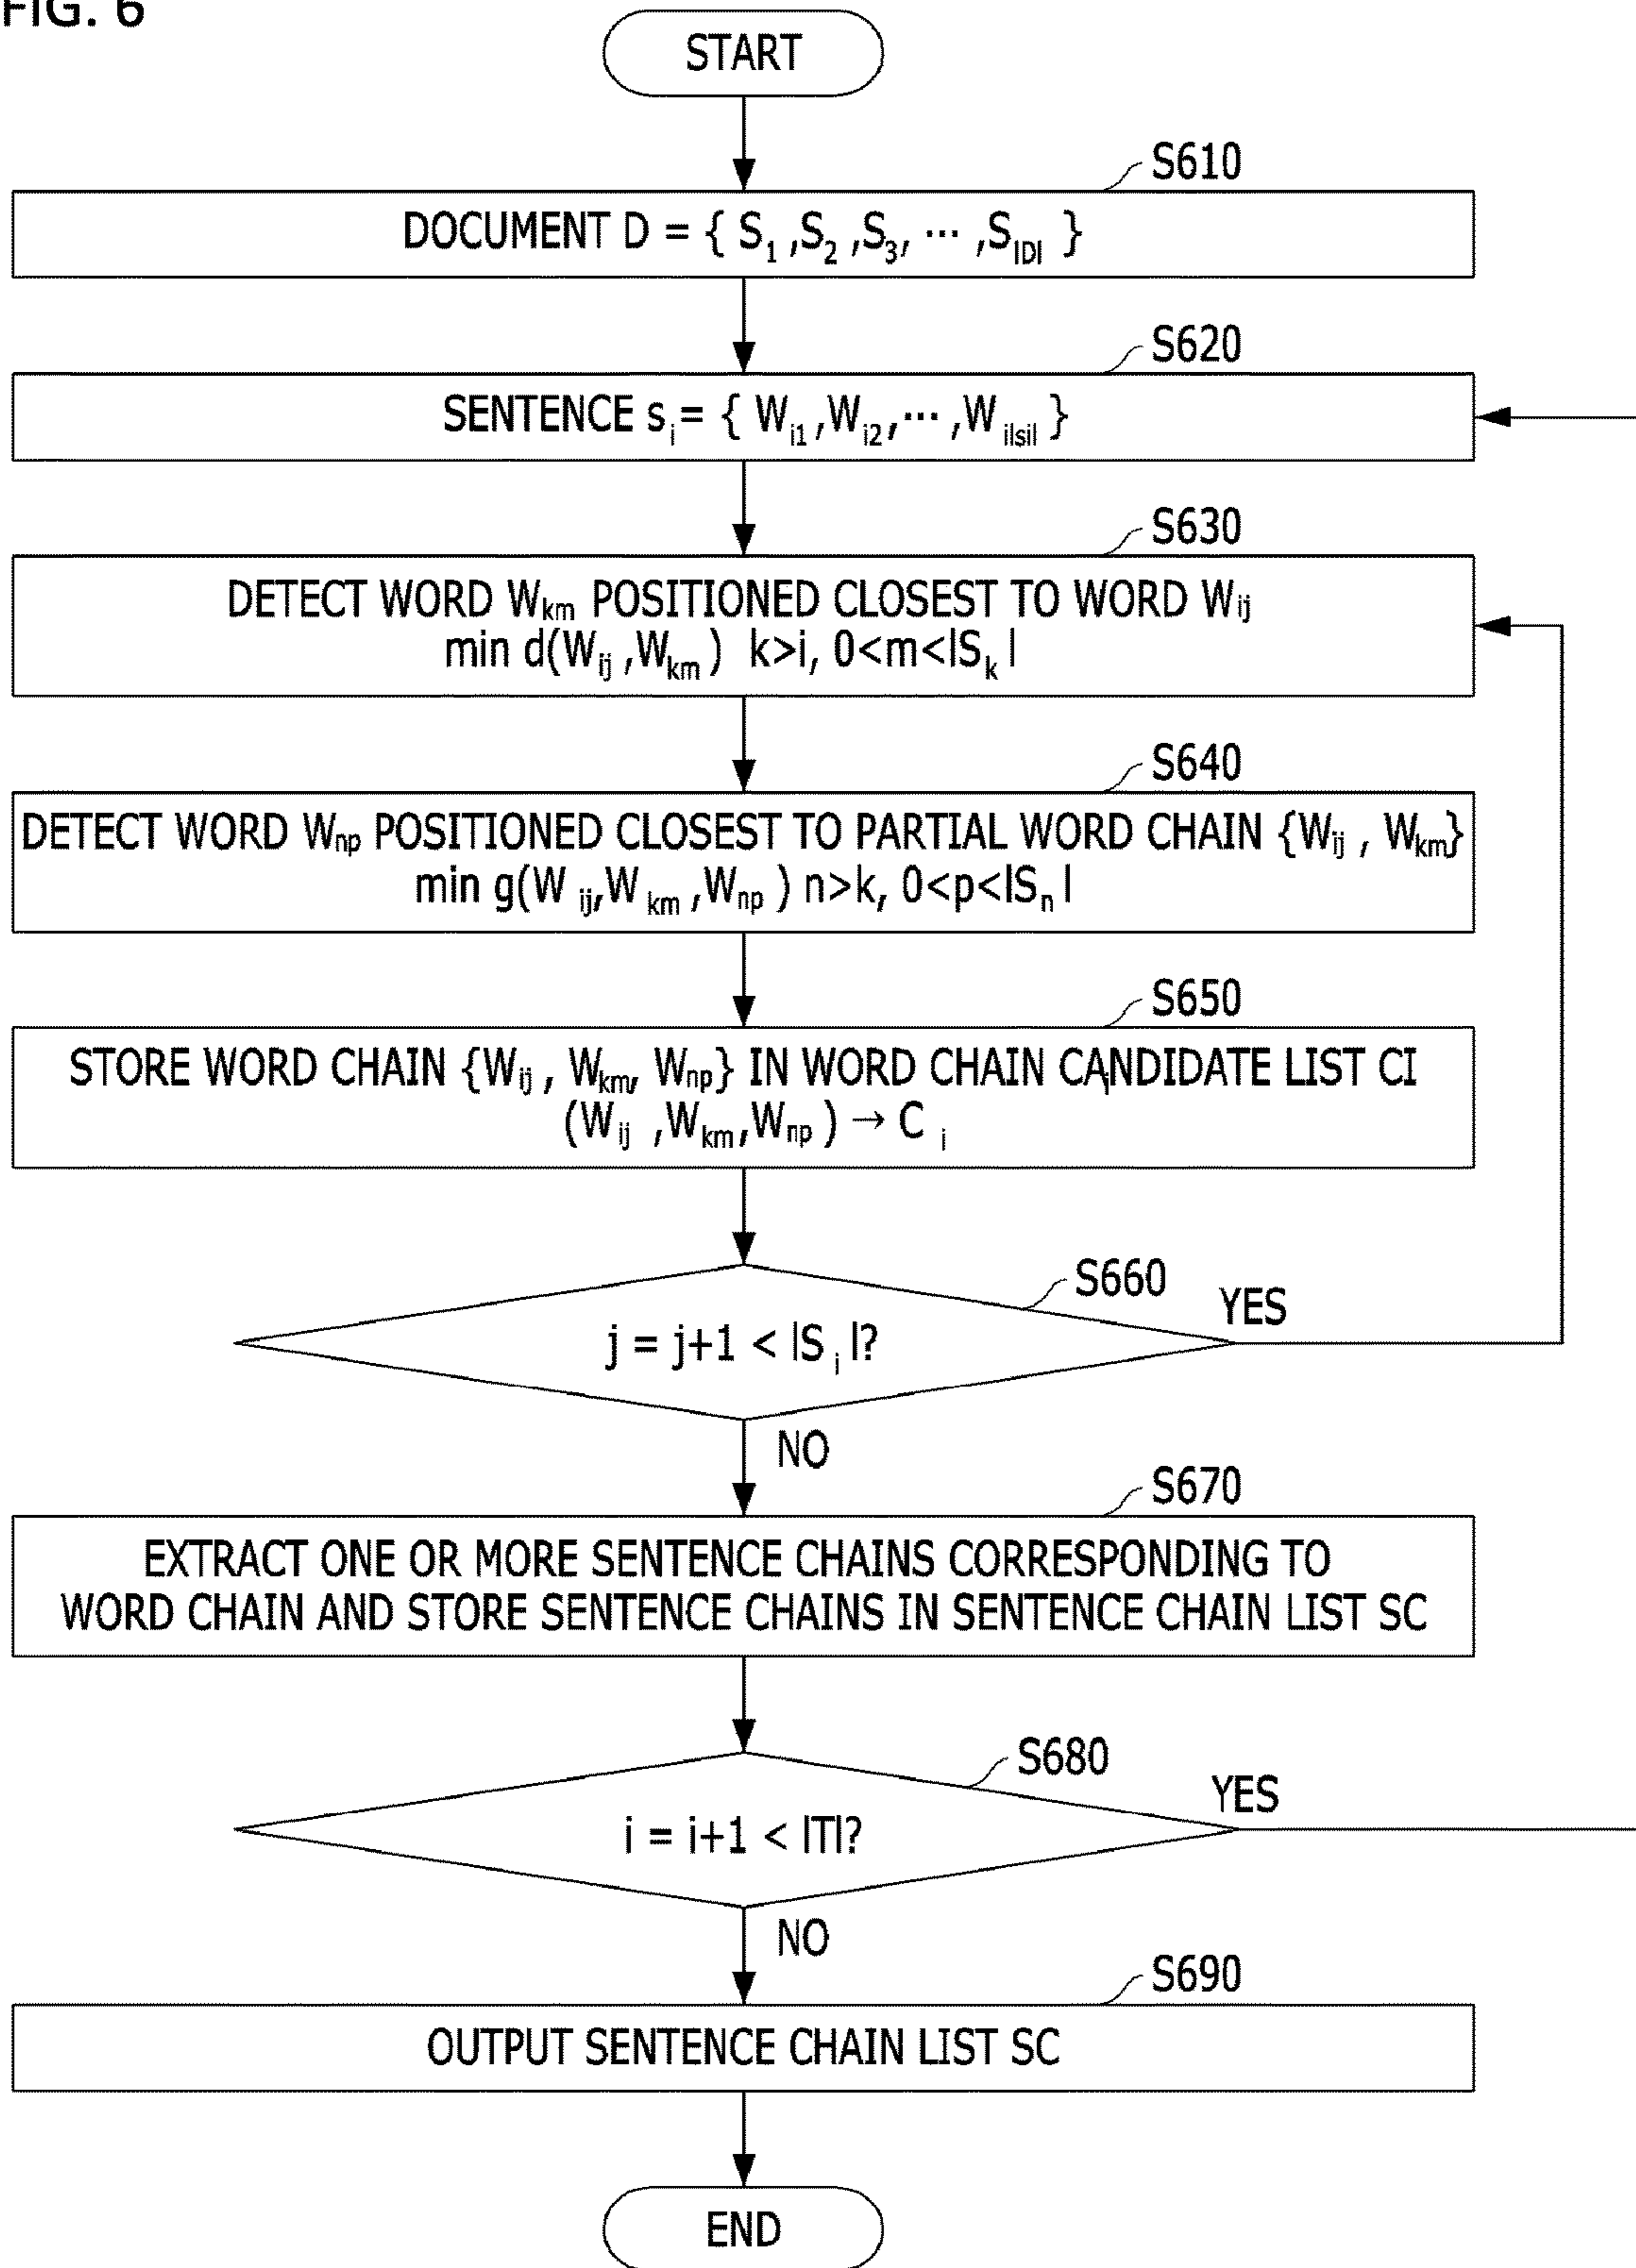 FIG. 6
START
S610
DOCUMENT D = { S1 ,S2 ,S3, ··· ,S|D| }
S620
SENTENCE si = { Wi1 ,Wi2 ,··· ,Wi|si| }
S630
DETECT WORD Wkm POSITIONED CLOSEST TO WORD Wij
min d(Wij ,Wkm) k>i, 0<m<|Sk|
S640
DETECT WORD Wnp POSITIONED CLOSEST TO PARTIAL WORD CHAIN {Wij , Wkm}
min g(Wij,Wkm ,Wnp ) n>k, 0<p<|Sn|
S650
STORE WORD CHAIN {Wij , Wkm, Wnp} IN WORD CHAIN CANDIDATE LIST CI
(Wij ,Wkm,Wnp ) → Ci
S660
YES
j = j+1 < |Si|?
NO
S670
EXTRACT ONE OR MORE SENTENCE CHAINS CORRESPONDING TO
WORD CHAIN AND STORE SENTENCE CHAINS IN SENTENCE CHAIN LIST SC
S680
YES
i = i+1 < |T|?
NO
S690
OUTPUT SENTENCE CHAIN LIST SC
END